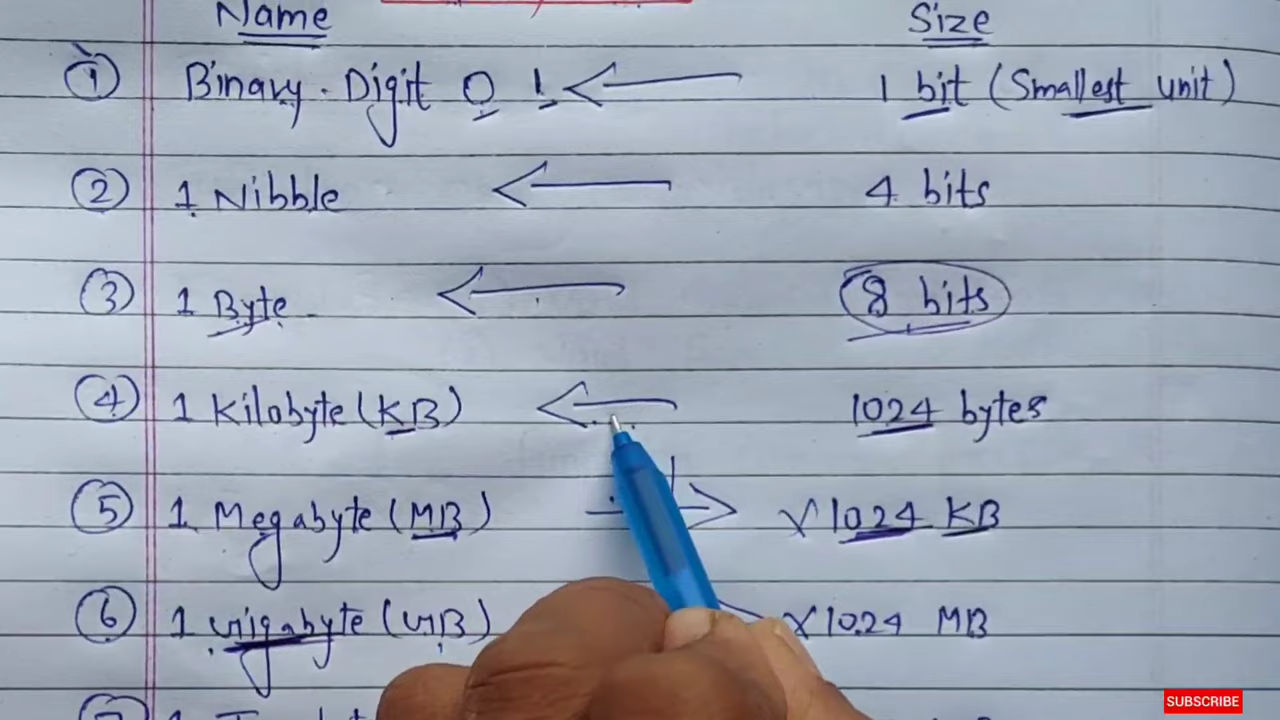 Name Size
1 Binary. Digit 0 1 ← 1 bit (Smallest unit)
2 1 Nibble ← 4 bits
3 1 Byte ← 8 bits
4 1 Kilobyte (KB) ← 1024 bytes
5 1 Megabyte (MB) → X 1024 KB
6 1 Gigabyte (GB) X 1024 MB
7 1
SUBSCRIBE